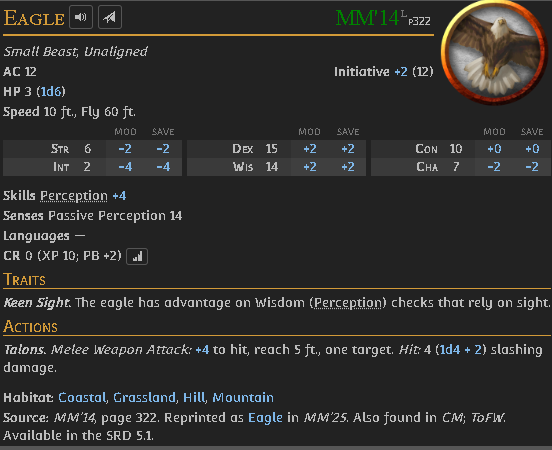 EAGLE MM'14 L P322
Small Beast, Unaligned
AC 12 Initiative +2 (12)
HP 3 (1d6)
Speed 10 ft., Fly 60 ft.
MOD SAVE MOD SAVE MOD SAVE
STR 6 -2 -2 DEX 15 +2 +2 CON 10 +0 +0
INT 2 -4 -4 WIS 14 +2 +2 CHA 7 -2 -2
Skills Perception +4
Senses Passive Perception 14
Languages —
CR 0 (XP 10; PB +2)
TRAITS
Keen Sight. The eagle has advantage on Wisdom (Perception) checks that rely on sight.
ACTIONS
Talons. Melee Weapon Attack: +4 to hit, reach 5 ft., one target. Hit: 4 (1d4 + 2) slashing
damage.
Habitat: Coastal, Grassland, Hill, Mountain
Source: MM'14, page 322. Reprinted as Eagle in MM'25. Also found in CM; ToFW.
Available in the SRD 5.1.